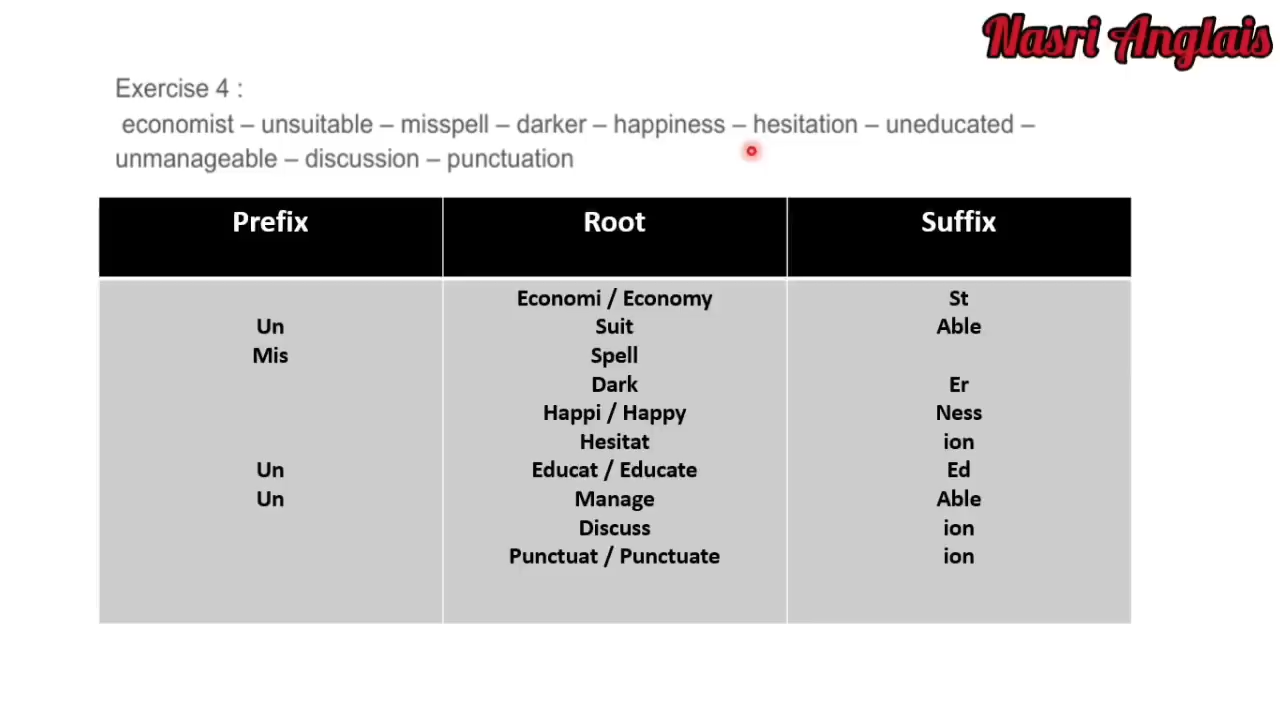 Nasri Anglais
Exercise 4 :
economist – unsuitable – misspell – darker – happiness – hesitation – uneducated –
unmanageable – discussion – punctuation
Prefix Root Suffix
Economi / Economy St
Un Suit Able
Mis Spell
Dark Er
Happi / Happy Ness
Hesitat ion
Un Educat / Educate Ed
Un Manage Able
Discuss ion
Punctuat / Punctuate ion